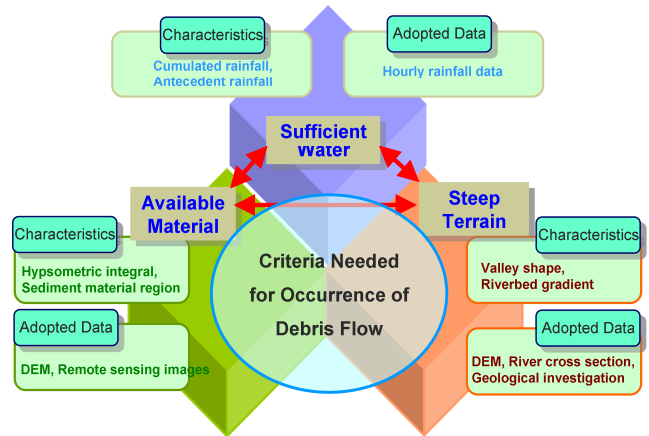 Characteristics
Cumulated rainfall,
Antecedent rainfall
Adopted Data
Hourly rainfall data
Sufficient
Water
Available
Material
Steep
Terrain
Characteristics
Hypsometric integral,
Sediment material region
Adopted Data
DEM, Remote sensing images
Criteria Needed
for Occurrence of
Debris Flow
Characteristics
Valley shape,
Riverbed gradient
Adopted Data
DEM, River cross section,
Geological investigation